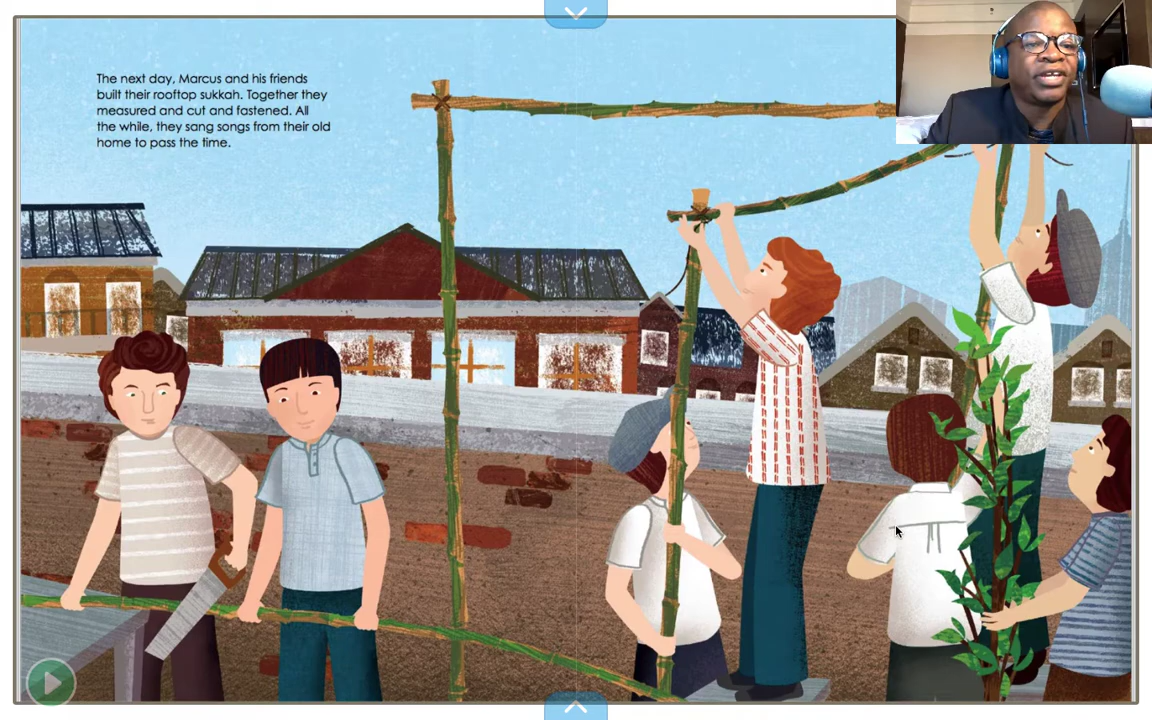 The next day, Marcus and his friends
built their rooftop sukkah. Together they
measured and cut and fastened. All
the while, they sang songs from their old
home to pass the time.